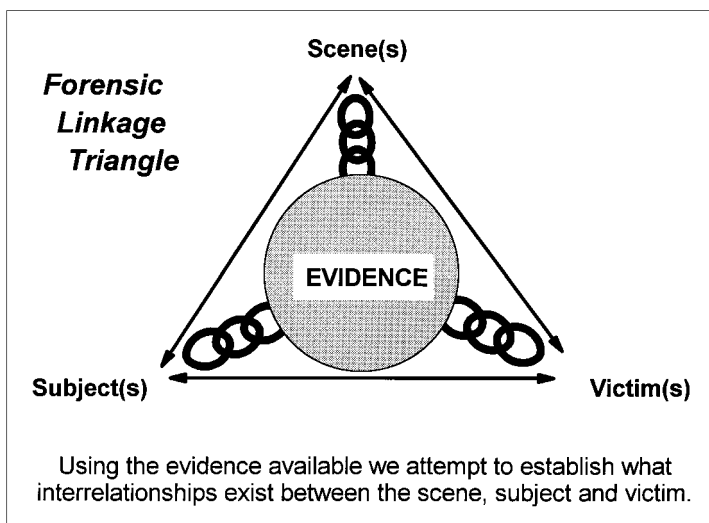 Scene(s)
Forensic
Linkage
Triangle
EVIDENCE
Subject(s)
Victim(s)
Using the evidence available we attempt to establish what
interrelationships exist between the scene, subject and victim.